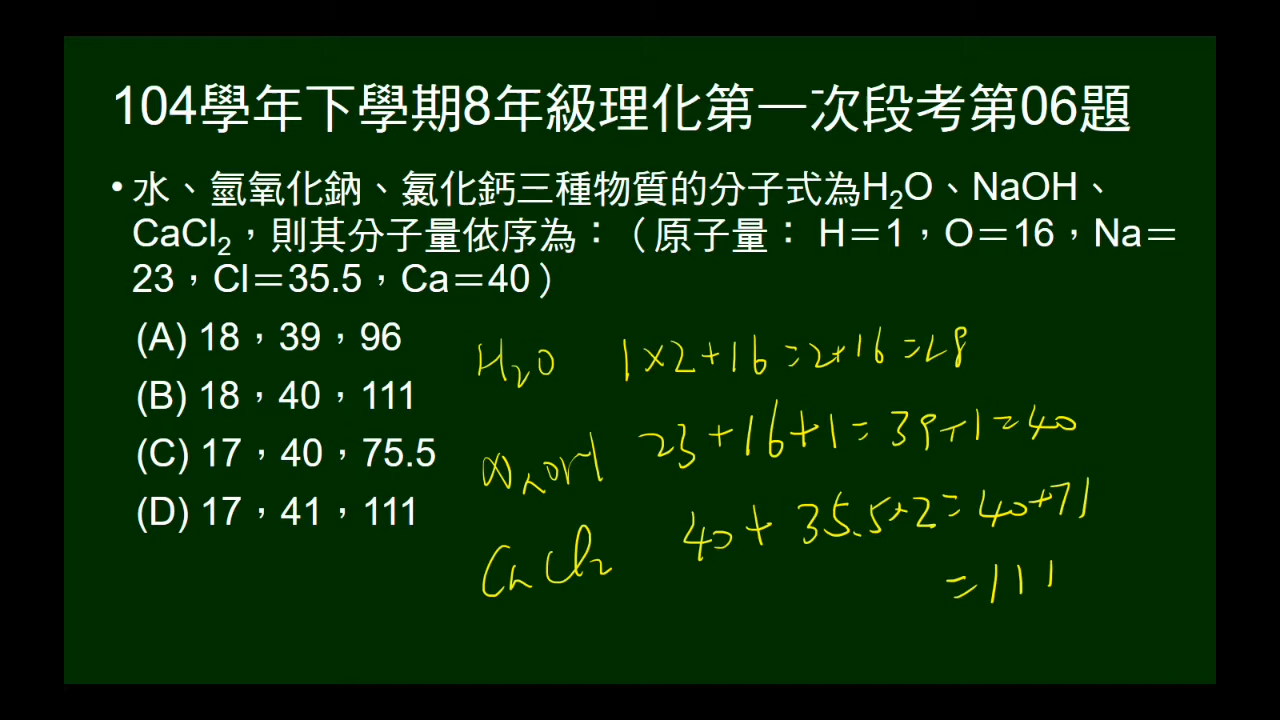 104學年下學期8年級理化第一次段考第06題
• 水、氫氧化鈉、氯化鈣三種物質的分子式為H₂O、NaOH、
CaCl₂，則其分子量依序為：（原子量： H＝1，O＝16，Na＝
23，Cl＝35.5，Ca＝40）
(A) 18，39，96
(B) 18，40，111
(C) 17，40，75.5
(D) 17，41，111
H₂O 1×2+16=2+16=18
NaOH 23+16+1=39+1=40
CaCl₂ 40+35.5×2=40+71
=111